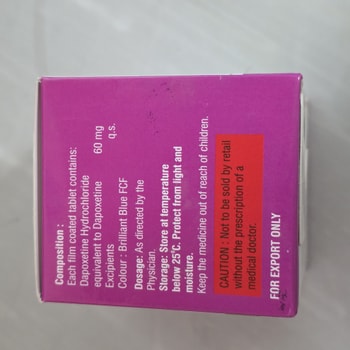 Composition :
Each film coated tablet contains:
Dapoxetine Hydrochloride
equivalent to Dapoxetine 60 mg
Excipients q.s.
Colour : Brilliant Blue FCF
Dosage: As directed by the
Physician
Storage: Store at temperature
below 25°C. Protect from light and
moisture.
Keep the medicine out of reach of children.
CAUTION : Not to be sold by retail
without the prescription of a
medical doctor.
FOR EXPORT ONLY